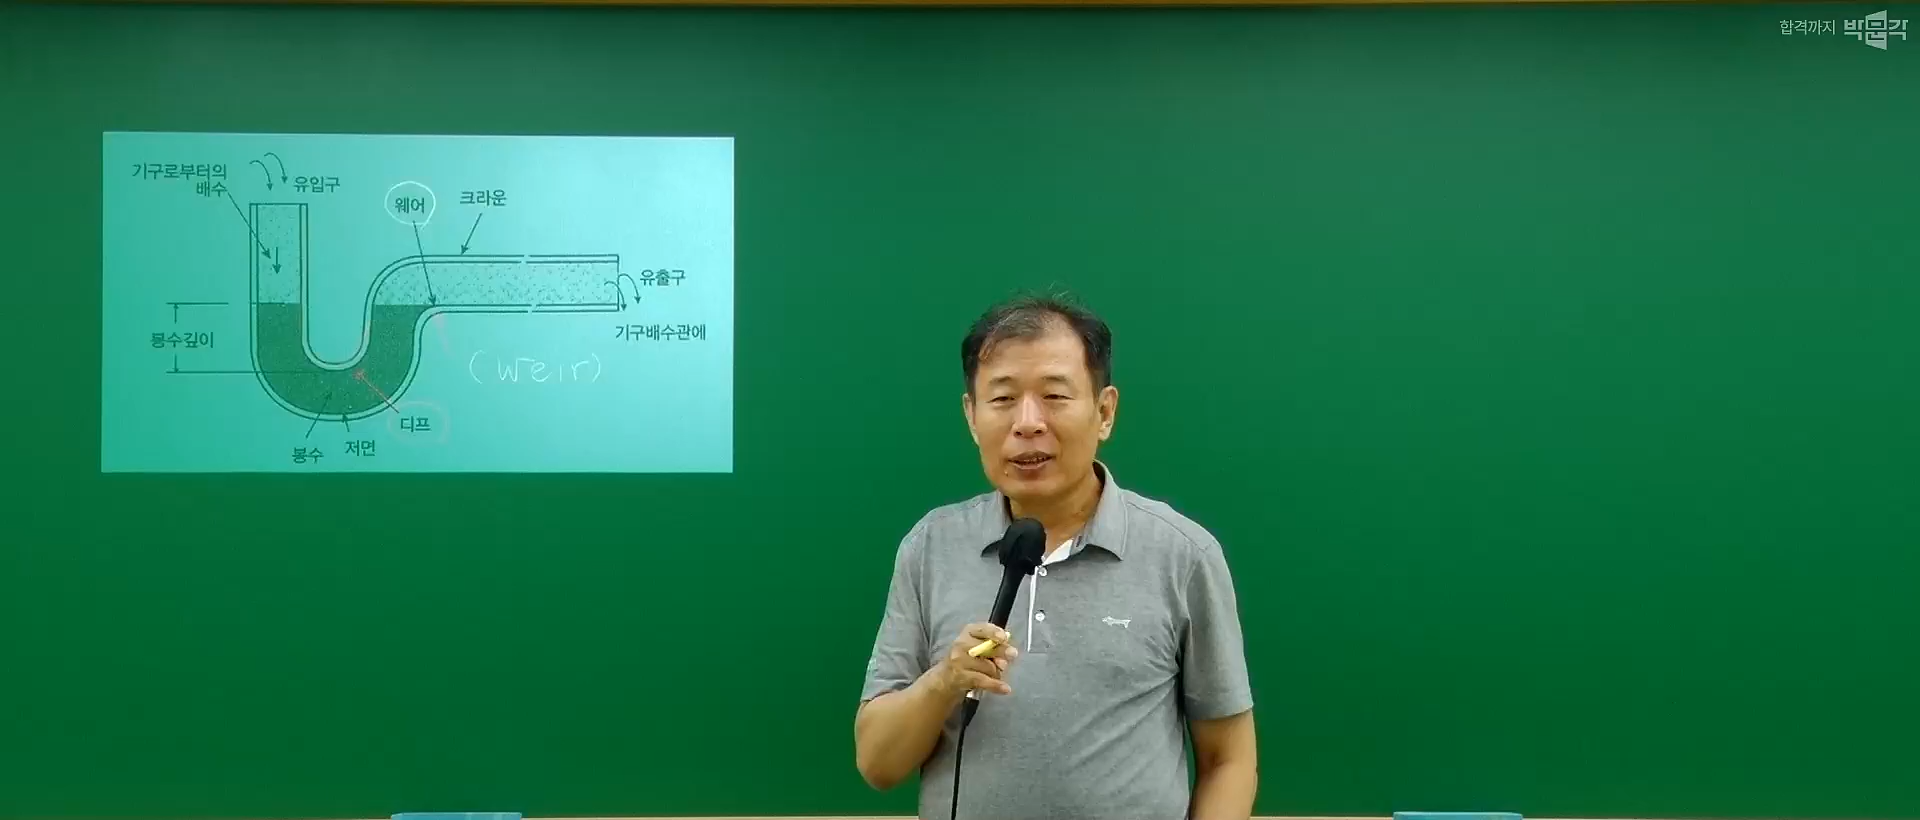 합격까지 박문각
기구로부터의
배수
유입구
웨어
크라운
유출구
기구배수관에
봉수깊이
(weir)
디프
봉수
저면